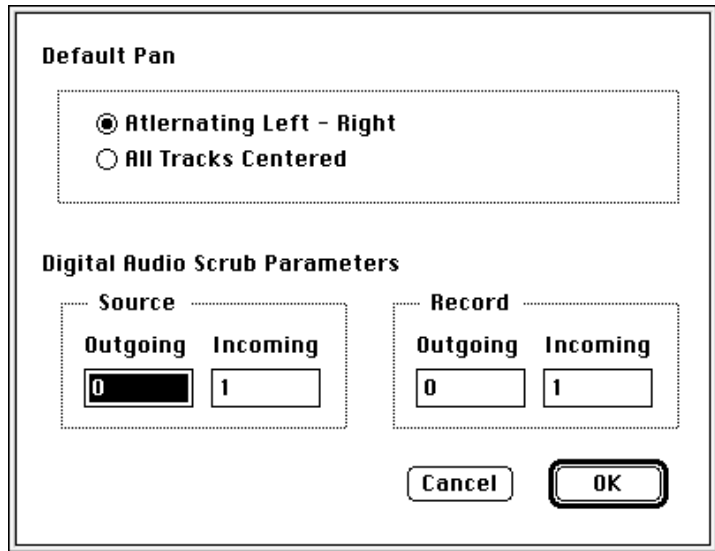 Default Pan
Atlernating Left - Right
All Tracks Centered
Digital Audio Scrub Parameters
Source
Outgoing Incoming
0 1
Record
Outgoing Incoming
0 1
Cancel OK